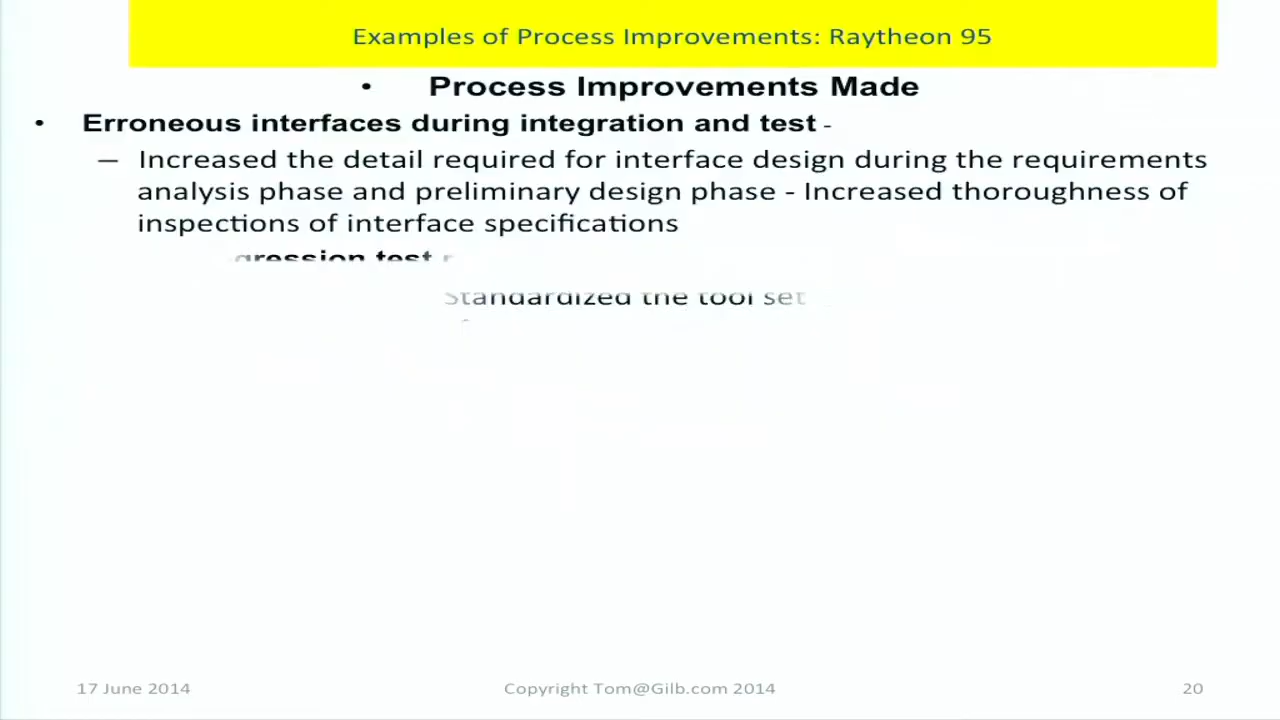 Examples of Process Improvements: Raytheon 95
• Process Improvements Made
• Erroneous interfaces during integration and test -
— Increased the detail required for interface design during the requirements
analysis phase and preliminary design phase - Increased thoroughness of
inspections of interface specifications
test
Standardized the tool set
17 June 2014
Copyright Tom@Gilb.com 2014
20